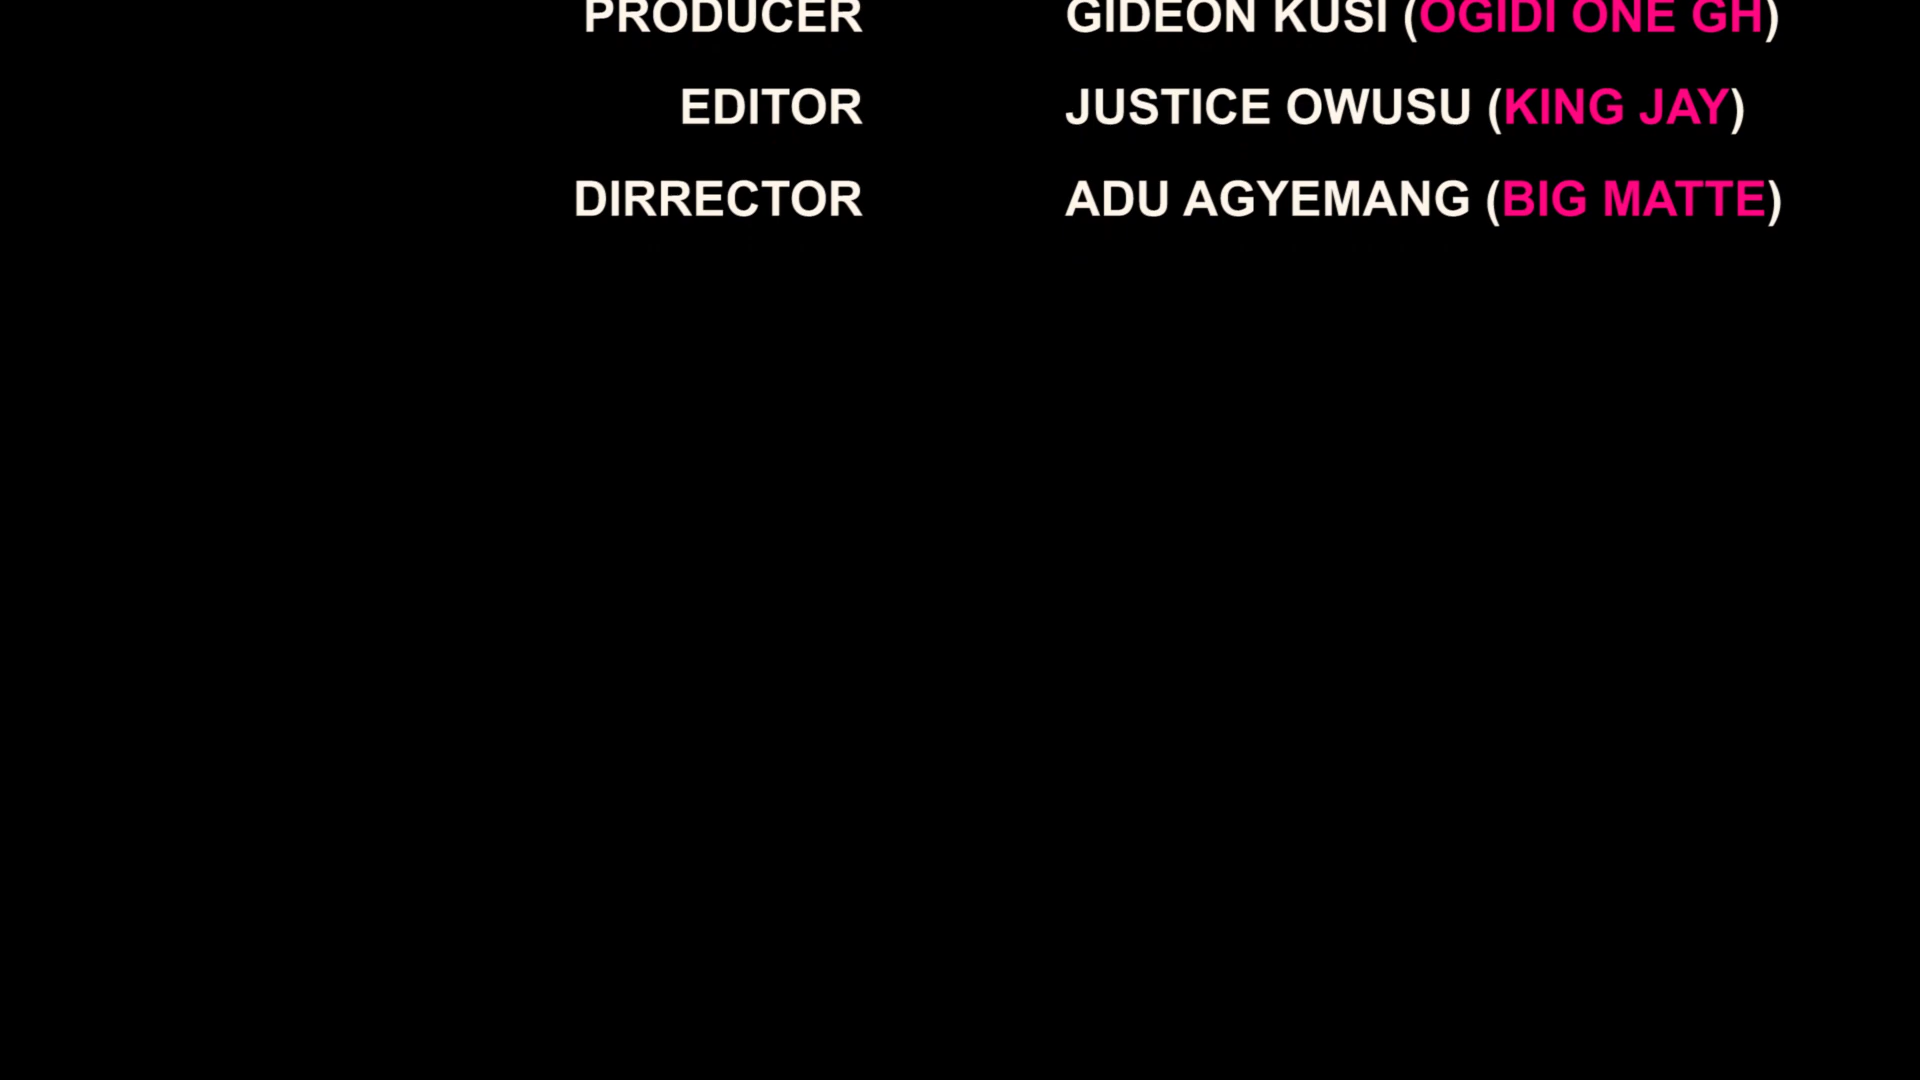 PRODUCER GIDEON KUSI (OGIDI ONE GH)
EDITOR JUSTICE OWUSU (KING JAY)
DIRRECTOR ADU AGYEMANG (BIG MATTE)